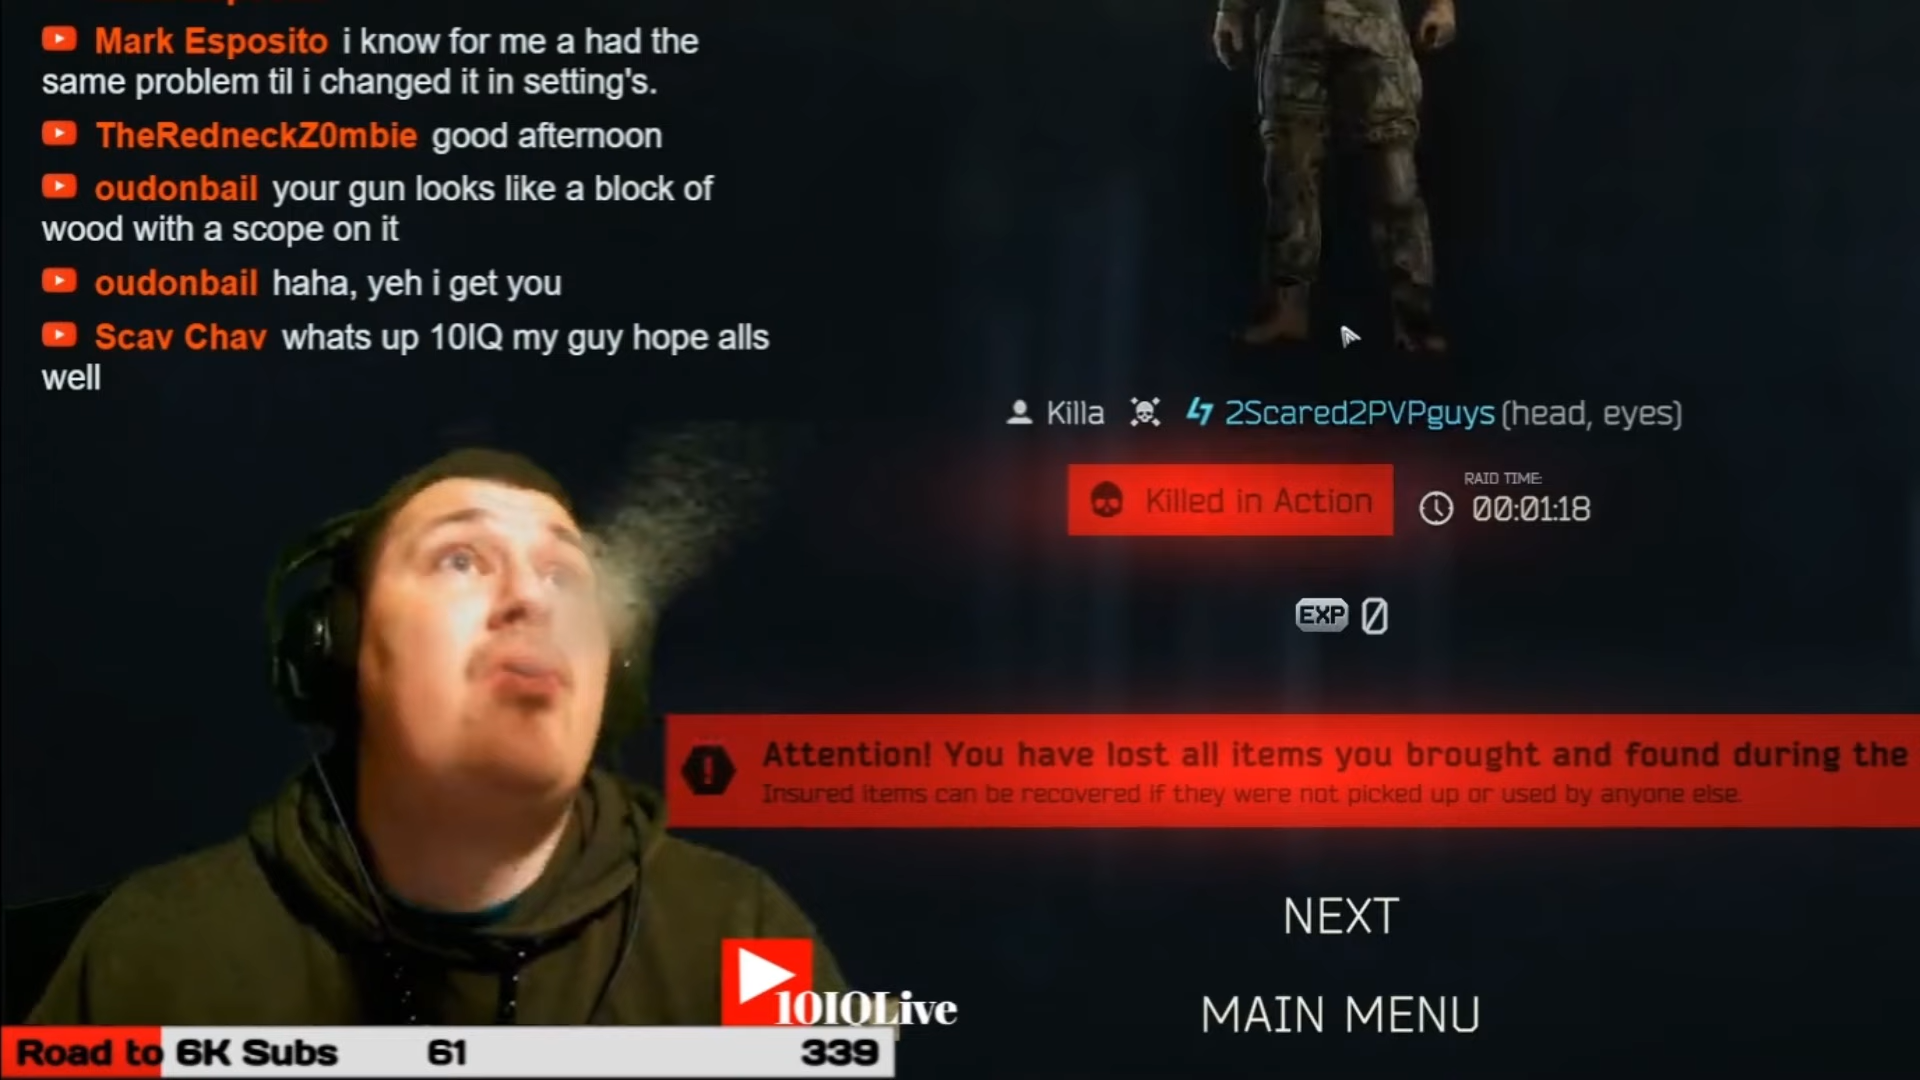 Mark Esposito i know for me a had the
same problem til i changed it in setting's.
TheRedneckZ0mbie good afternoon
oudonbail your gun looks like a block of
wood with a scope on it
oudonbail haha, yeh i get you
Scav Chav whats up 10IQ my guy hope alls
well
Killa 2Scared2PVPguys (head, eyes)
Killed in Action
RAID TIME:
00:01:18
EXP 0
Attention! You have lost all items you brought and found during the
Insured items can be recovered if they were not picked up or used by anyone else.
NEXT
MAIN MENU
10IQLive
Road to 6K Subs 61 339